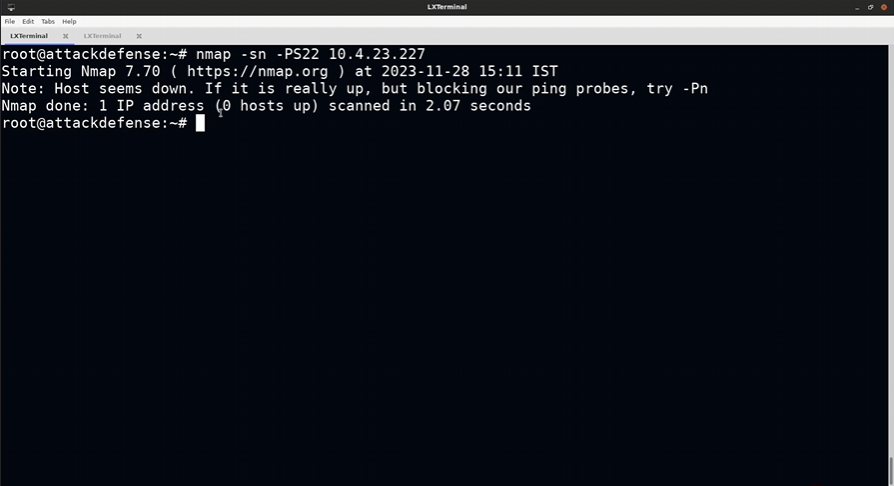 LXTerminal
File Edit Tabs Help
LXTerminal LXTerminal
root@attackdefense:~# nmap -sn -PS22 10.4.23.227
Starting Nmap 7.70 ( https://nmap.org ) at 2023-11-28 15:11 IST
Note: Host seems down. If it is really up, but blocking our ping probes, try -Pn
Nmap done: 1 IP address (0 hosts up) scanned in 2.07 seconds
root@attackdefense:~#